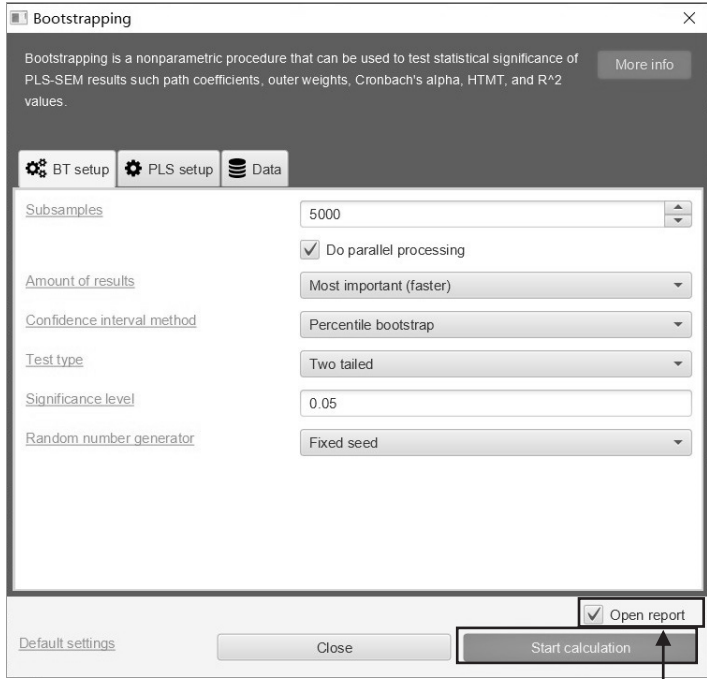 Bootstrapping
Bootstrapping is a nonparametric procedure that can be used to test statistical significance of
PLS-SEM results such path coefficients, outer weights, Cronbach's alpha, HTMT, and R^2
values.
More info
BT setup PLS setup Data
Subsamples 5000
Do parallel processing
Amount of results Most important (faster)
Confidence interval method Percentile bootstrap
Test type Two tailed
Significance level 0.05
Random number generator Fixed seed
Open report
Default settings Close Start calculation